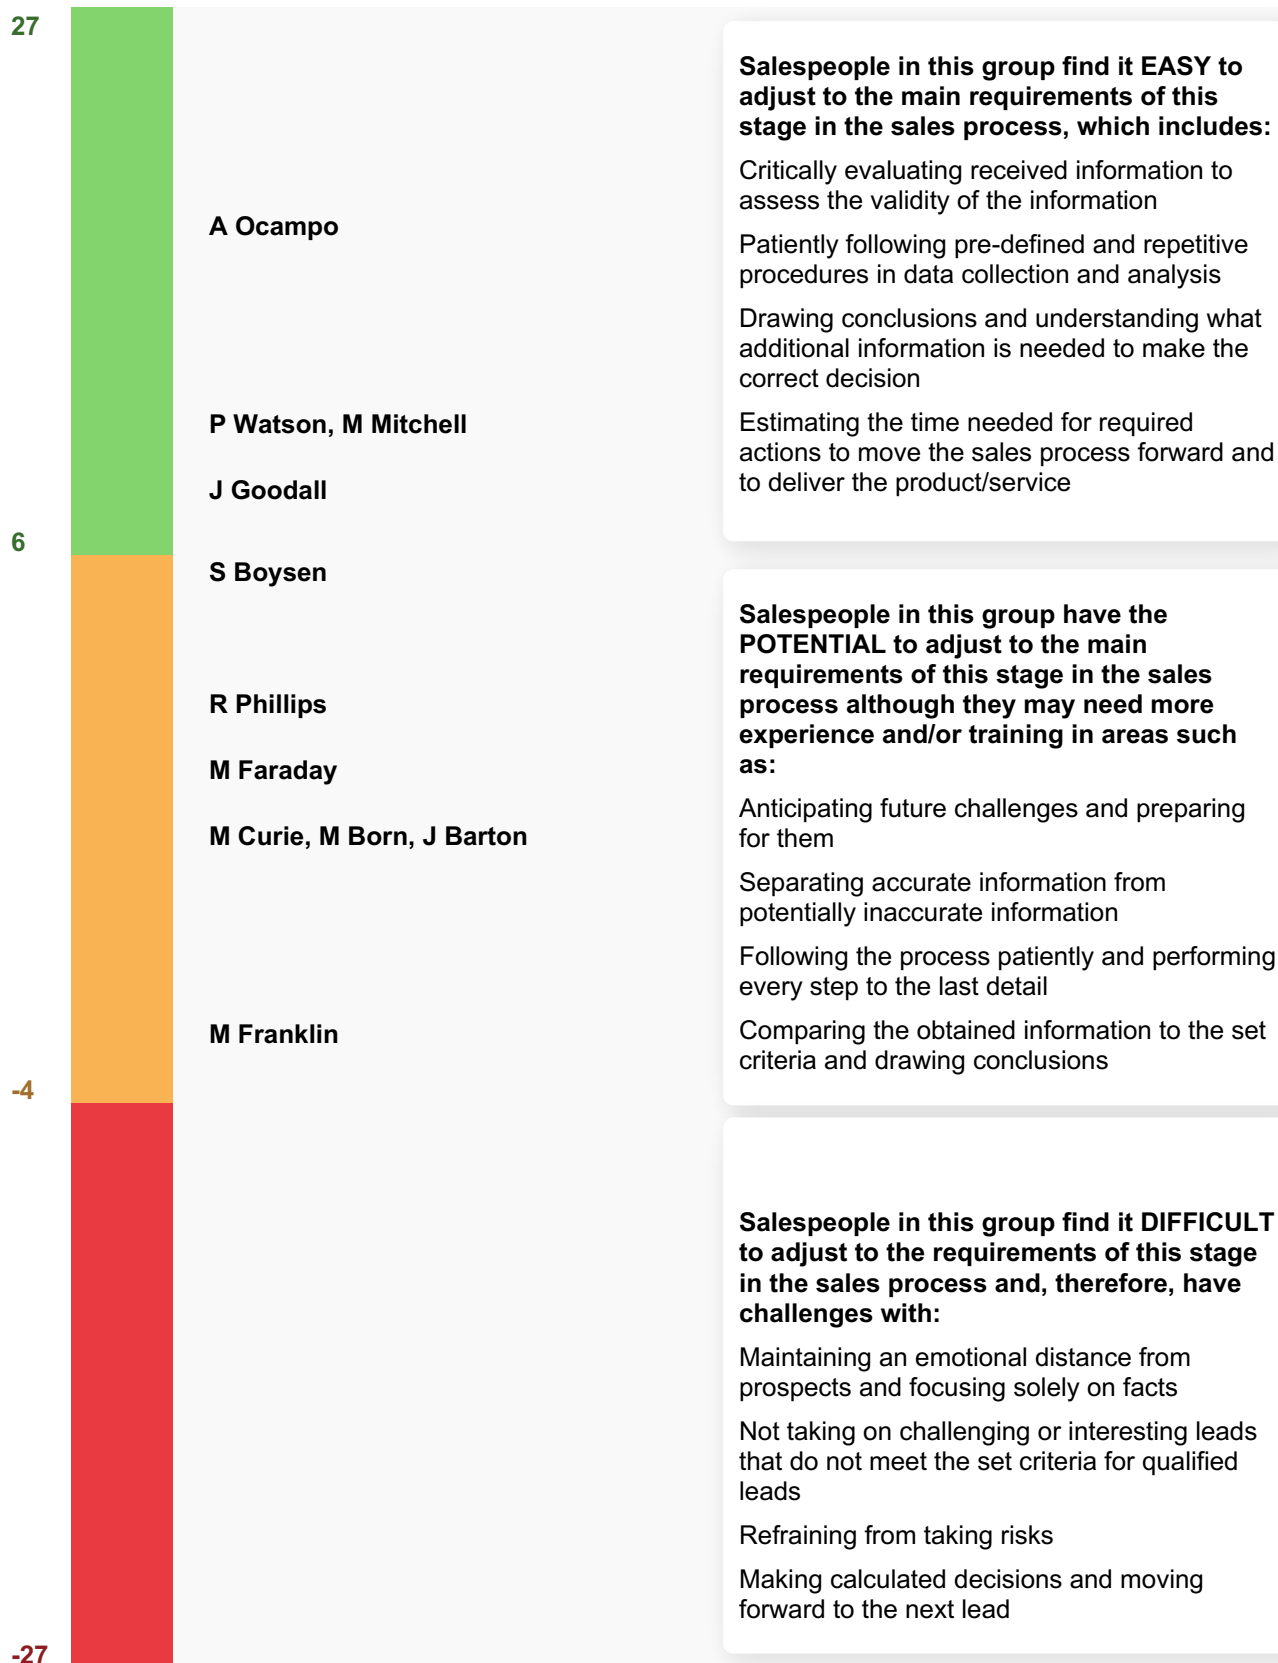 27
Salespeople in this group find it EASY to
adjust to the main requirements of this
stage in the sales process, which includes:
Critically evaluating received information to
assess the validity of the information
A Ocampo
Patiently following pre-defined and repetitive
procedures in data collection and analysis
Drawing conclusions and understanding what
additional information is needed to make the
correct decision
P Watson, M Mitchell
Estimating the time needed for required
actions to move the sales process forward and
to deliver the product/service
J Goodall
6
S Boysen
Salespeople in this group have the
POTENTIAL to adjust to the main
requirements of this stage in the sales
process although they may need more
experience and/or training in areas such
as:
R Phillips
M Faraday
Anticipating future challenges and preparing
for them
M Curie, M Born, J Barton
Separating accurate information from
potentially inaccurate information
Following the process patiently and performing
every step to the last detail
M Franklin
Comparing the obtained information to the set
criteria and drawing conclusions
-4
Salespeople in this group find it DIFFICULT
to adjust to the requirements of this stage
in the sales process and, therefore, have
challenges with:
Maintaining an emotional distance from
prospects and focusing solely on facts
Not taking on challenging or interesting leads
that do not meet the set criteria for qualified
leads
Refraining from taking risks
Making calculated decisions and moving
forward to the next lead
-27